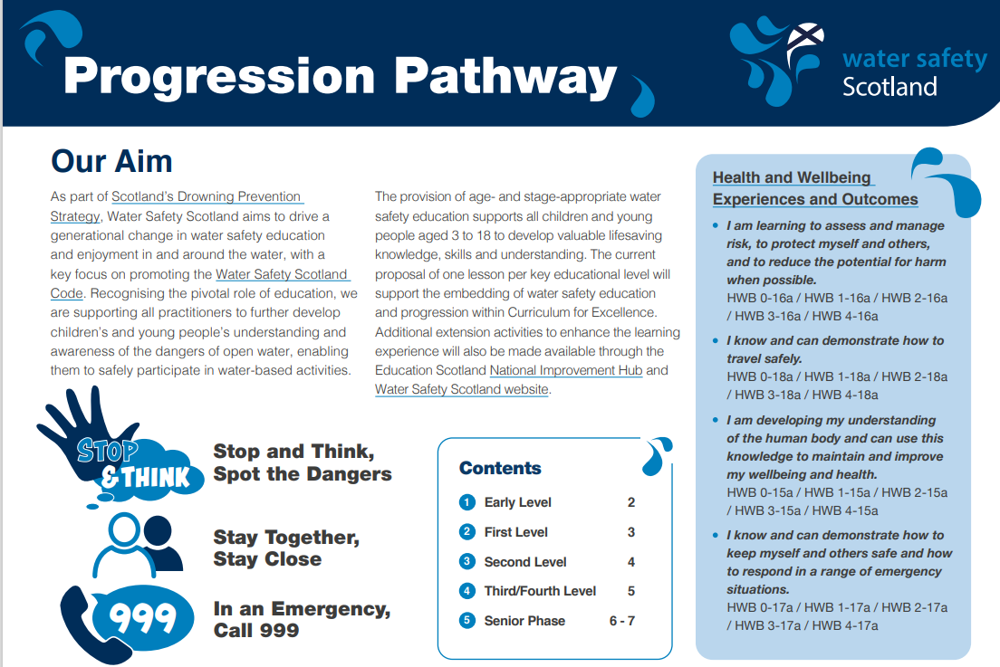 Progression Pathway
water safety
Scotland
Our Aim
As part of Scotland's Drowning Prevention
Strategy, Water Safety Scotland aims to drive a
generational change in water safety education
and enjoyment in and around the water, with a
key focus on promoting the Water Safety Scotland
Code. Recognising the pivotal role of education, we
are supporting all practitioners to further develop
children's and young people's understanding and
awareness of the dangers of open water, enabling
them to safely participate in water-based activities.
The provision of age- and stage-appropriate water
safety education supports all children and young
people aged 3 to 18 to develop valuable lifesaving
knowledge, skills and understanding. The current
proposal of one lesson per key educational level will
support the embedding of water safety education
and progression within Curriculum for Excellence.
Additional extension activities to enhance the learning
experience will also be made available through the
Education Scotland National Improvement Hub and
Water Safety Scotland website.
STOP
& THINK
Stop and Think,
Spot the Dangers
Stay Together,
Stay Close
999
In an Emergency,
Call 999
Contents
1 Early Level 2
2 First Level 3
3 Second Level 4
4 Third/Fourth Level 5
5 Senior Phase 6 - 7
Health and Wellbeing
Experiences and Outcomes
• I am learning to assess and manage
risk, to protect myself and others,
and to reduce the potential for harm
when possible.
HWB 0-16a / HWB 1-16a / HWB 2-16a
/ HWB 3-16a / HWB 4-16a
• I know and can demonstrate how to
travel safely.
HWB 0-18a / HWB 1-18a / HWB 2-18a
/ HWB 3-18a / HWB 4-18a
• I am developing my understanding
of the human body and can use this
knowledge to maintain and improve
my wellbeing and health.
HWB 0-15a / HWB 1-15a / HWB 2-15a
/ HWB 3-15a / HWB 4-15a
• I know and can demonstrate how to
keep myself and others safe and how
to respond in a range of emergency
situations.
HWB 0-17a / HWB 1-17a / HWB 2-17a
/ HWB 3-17a / HWB 4-17a